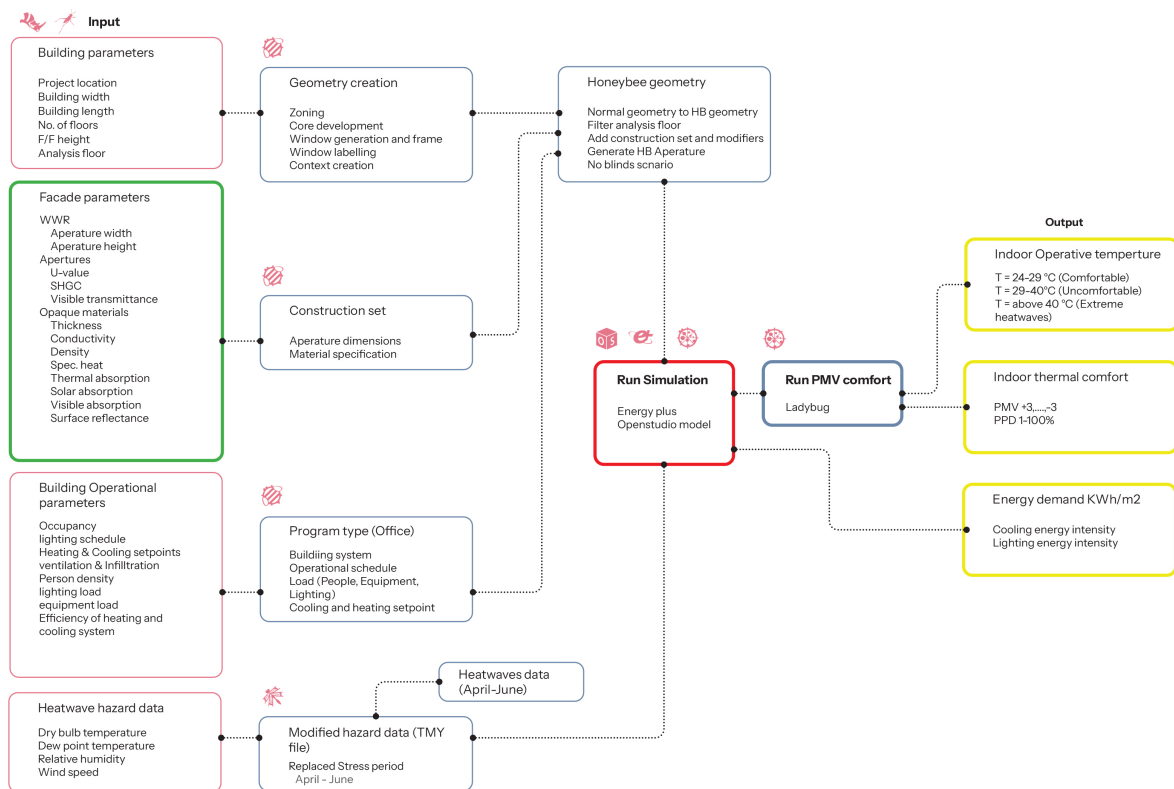 Input
Building parameters
Project location
Building width
Building length
No. of floors
F/F height
Analysis floor
Facade parameters
WWR
Aperature width
Aperature height
Apertures
U-value
SHGC
Visible transmittance
Opaque materials
Thickness
Conductivity
Density
Spec. heat
Thermal absorption
Solar absorption
Visible absorption
Surface reflectance
Building Operational
parameters
Occupancy
lighting schedule
Heating & Cooling setpoints
ventilation & Infilltration
Person density
lighting load
equipment load
Efficiency of heating and
cooling system
Heatwave hazard data
Dry bulb temperature
Dew point temperature
Relative humidity
Wind speed
Geometry creation
Zoning
Core development
Window generation and frame
Window labelling
Context creation
Construction set
Aperature dimensions
Material specification
Program type (Office)
Buildiing system
Operational schedule
Load (People, Equipment,
Lighting)
Cooling and heating setpoint
Heatwaves data
(April-June)
Modified hazard data (TMY
file)
Replaced Stress period
April - June
Honeybee geometry
Normal geometry to HB geometry
Filter analysis floor
Add construction set and modifiers
Generate HB Aperature
No blinds scnario
OS
Run Simulation
Energy plus
Openstudio model
Run PMV comfort
Ladybug
Output
Indoor Operative temperture
T = 24-29 °C (Comfortable)
T = 29-40°C (Uncomfortable)
T = above 40 °C (Extreme
heatwaves)
Indoor thermal comfort
PMV +3,....,-3
PPD 1-100%
Energy demand KWh/m2
Cooling energy intensity
Lighting energy intensity